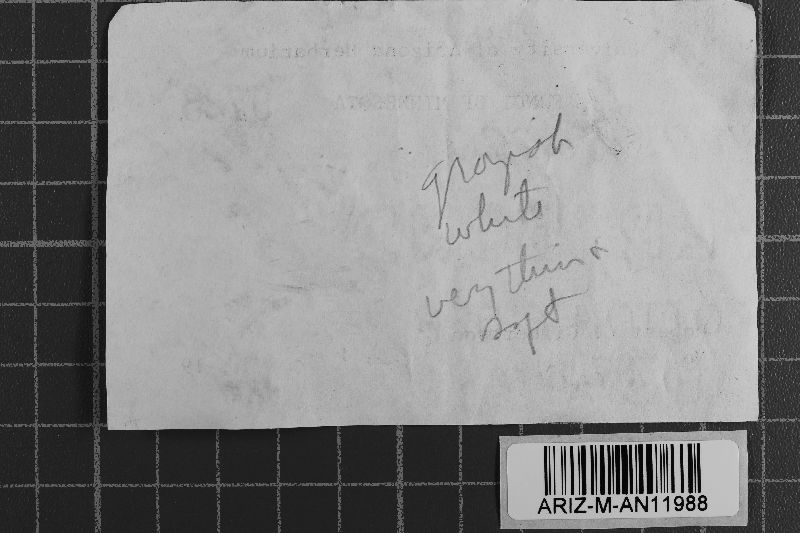 grayish
white
very thin &
soft
ARIZ-M-AN11988